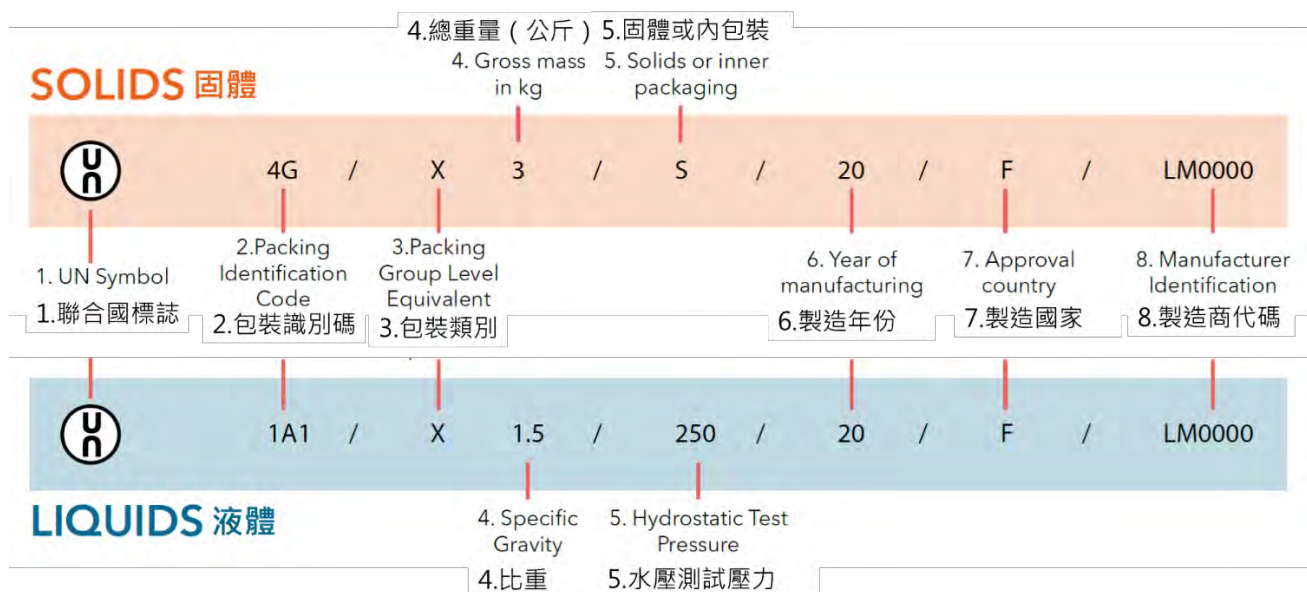 4.總重量（公斤） 5.固體或內包裝
4. Gross mass in kg
5. Solids or inner packaging
SOLIDS 固體
UN 4G / X 3 / S / 20 / F / LM0000
1. UN Symbol
1.聯合國標誌
2.Packing Identification Code
2.包裝識別碼
3.Packing Group Level Equivalent
3.包裝類別
6. Year of manufacturing
6.製造年份
7. Approval country
7.製造國家
8. Manufacturer Identification
8.製造商代碼
UN 1A1 / X 1.5 / 250 / 20 / F / LM0000
LIQUIDS 液體
4. Specific Gravity
4.比重
5. Hydrostatic Test Pressure
5.水壓測試壓力